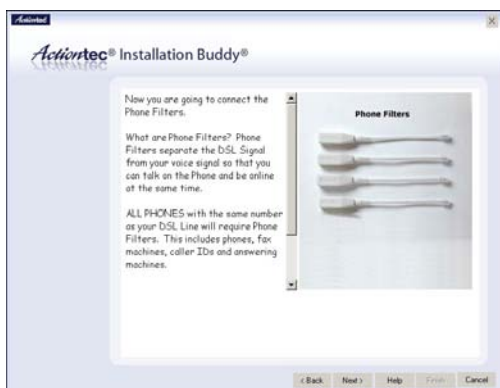 Actiontec
Actiontec® Installation Buddy®
Now you are going to connect the
Phone Filters.
What are Phone Filters? Phone
Filters separate the DSL Signal
from your voice signal so that you
can talk on the Phone and be online
at the same time.
ALL PHONES with the same number
as your DSL Line will require Phone
Filters. This includes phones, fax
machines, caller IDs and answering
machines.
Phone Filters
< Back Next > Help Finish Cancel